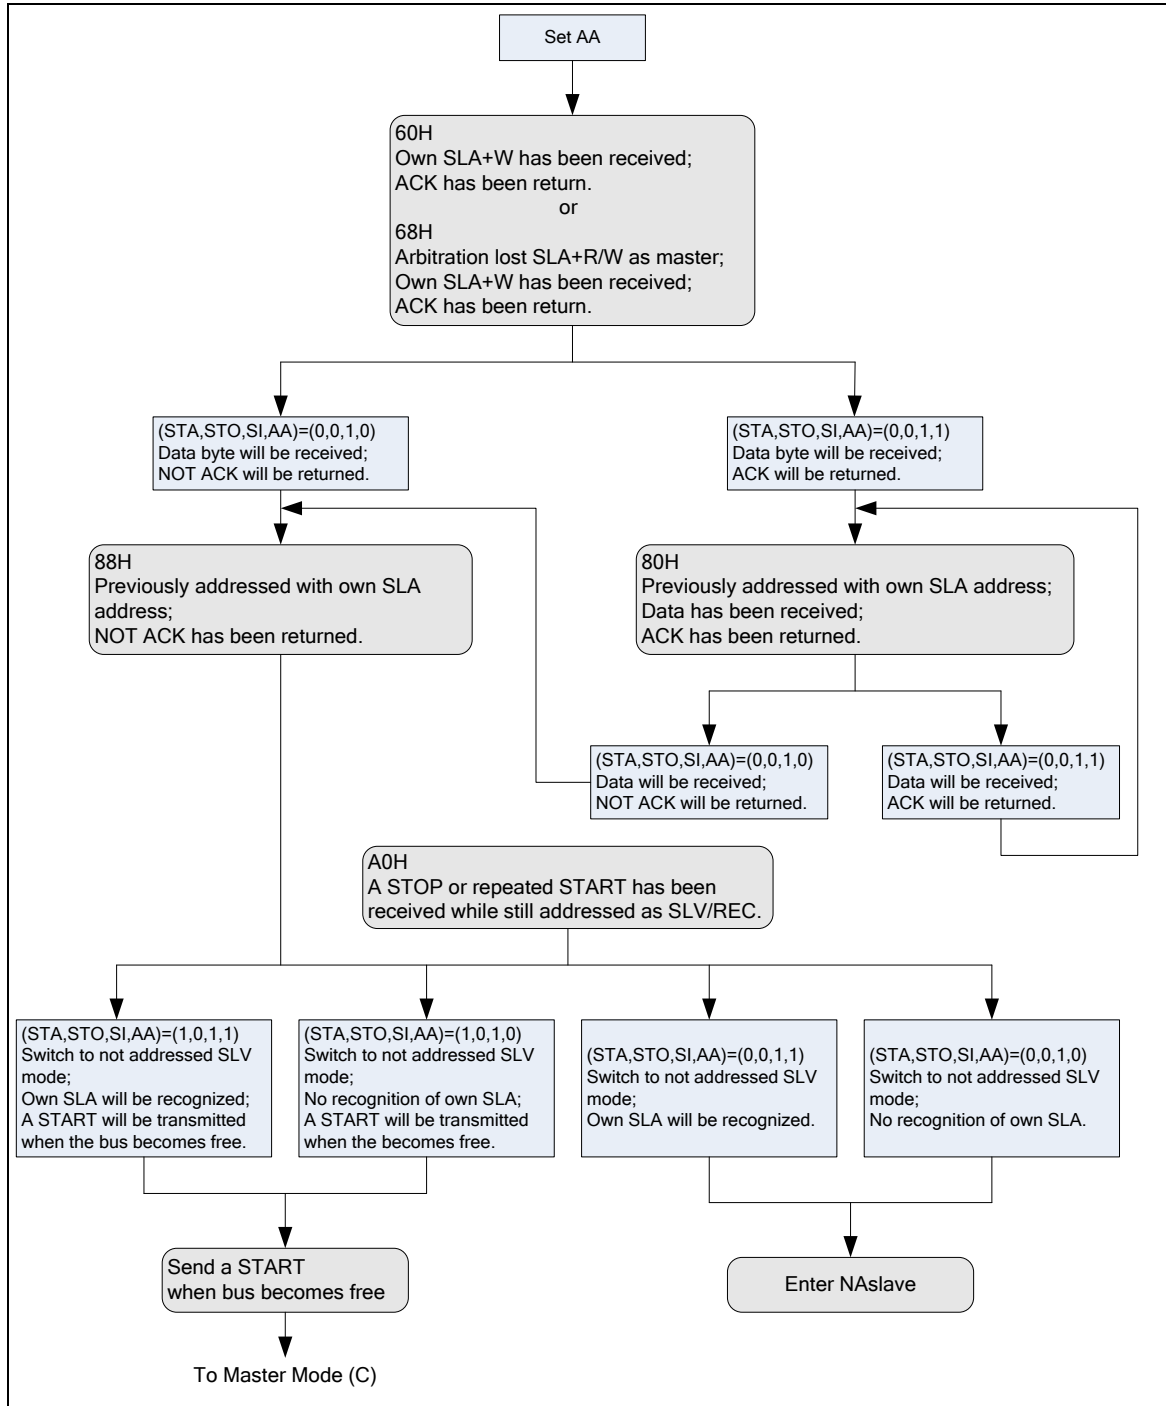 Set AA
60H
Own SLA+W has been received;
ACK has been return.
or
68H
Arbitration lost SLA+R/W as master;
Own SLA+W has been received;
ACK has been return.
(STA,STO,SI,AA)=(0,0,1,0)
Data byte will be received;
NOT ACK will be returned.
(STA,STO,SI,AA)=(0,0,1,1)
Data byte will be received;
ACK will be returned.
88H
Previously addressed with own SLA
address;
NOT ACK has been returned.
80H
Previously addressed with own SLA address;
Data has been received;
ACK has been returned.
(STA,STO,SI,AA)=(0,0,1,0)
Data will be received;
NOT ACK will be returned.
(STA,STO,SI,AA)=(0,0,1,1)
Data will be received;
ACK will be returned.
A0H
A STOP or repeated START has been
received while still addressed as SLV/REC.
(STA,STO,SI,AA)=(1,0,1,1)
Switch to not addressed SLV
mode;
Own SLA will be recognized;
A START will be transmitted
when the bus becomes free.
(STA,STO,SI,AA)=(1,0,1,0)
Switch to not addressed SLV
mode;
No recognition of own SLA;
A START will be transmitted
when the becomes free.
(STA,STO,SI,AA)=(0,0,1,1)
Switch to not addressed SLV
mode;
Own SLA will be recognized.
(STA,STO,SI,AA)=(0,0,1,0)
Switch to not addressed SLV
mode;
No recognition of own SLA.
Send a START
when bus becomes free
Enter NAslave
To Master Mode (C)